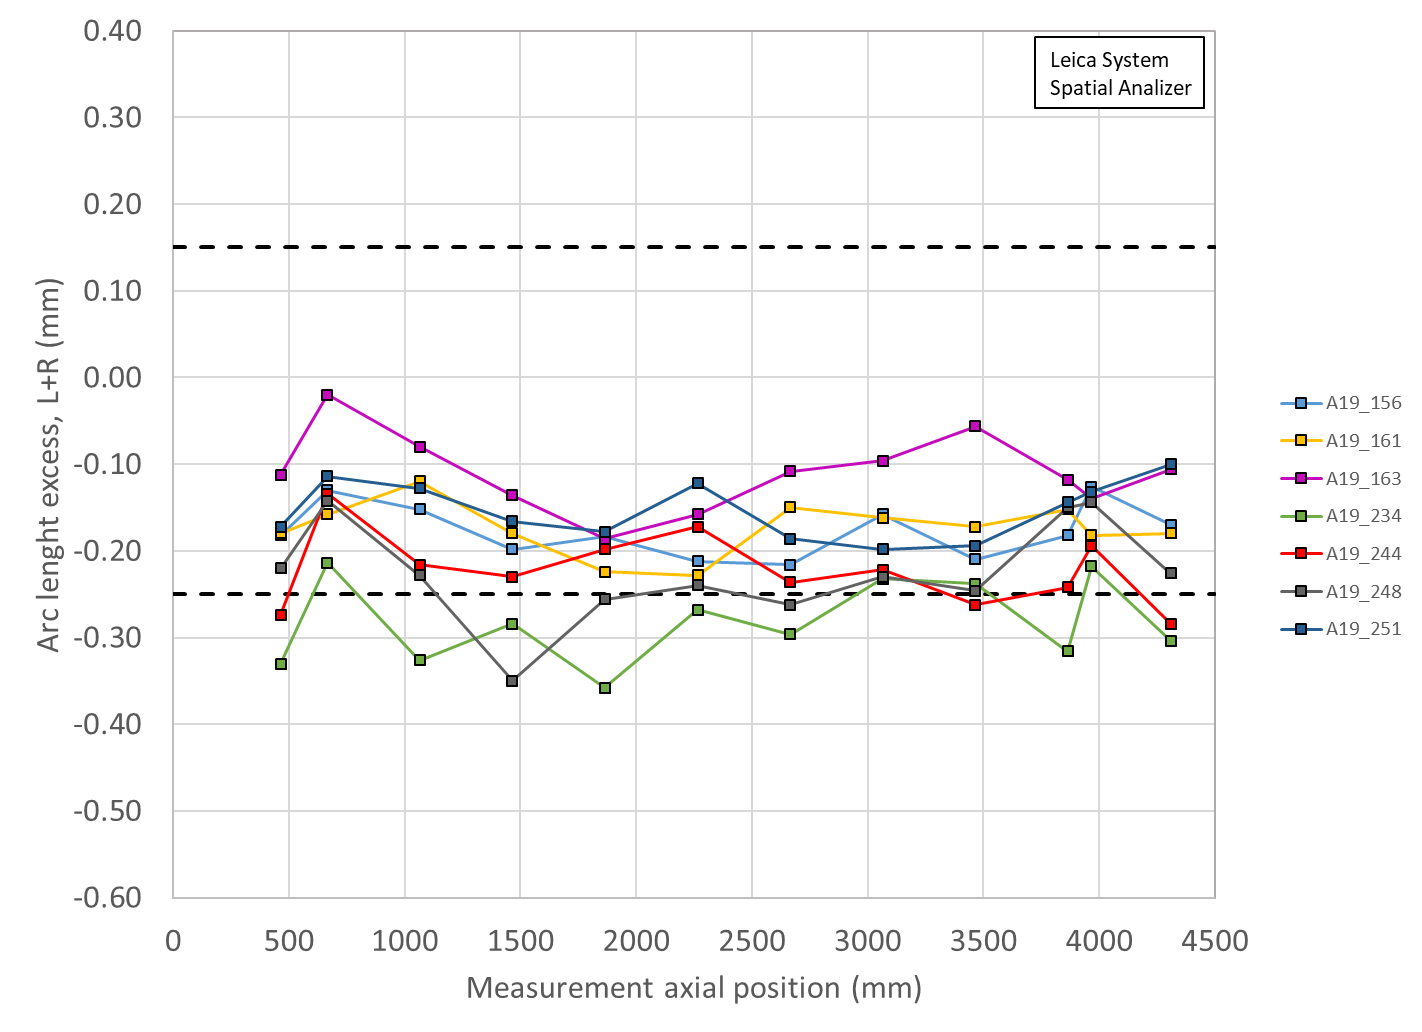 0.40
0.30
0.20
0.10
0.00
-0.10
-0.20
-0.30
-0.40
-0.50
-0.60
Arc lenght excess, L+R (mm)
Leica System
Spatial Analizer
0 500 1000 1500 2000 2500 3000 3500 4000 4500
Measurement axial position (mm)
A19_156
A19_161
A19_163
A19_234
A19_244
A19_248
A19_251